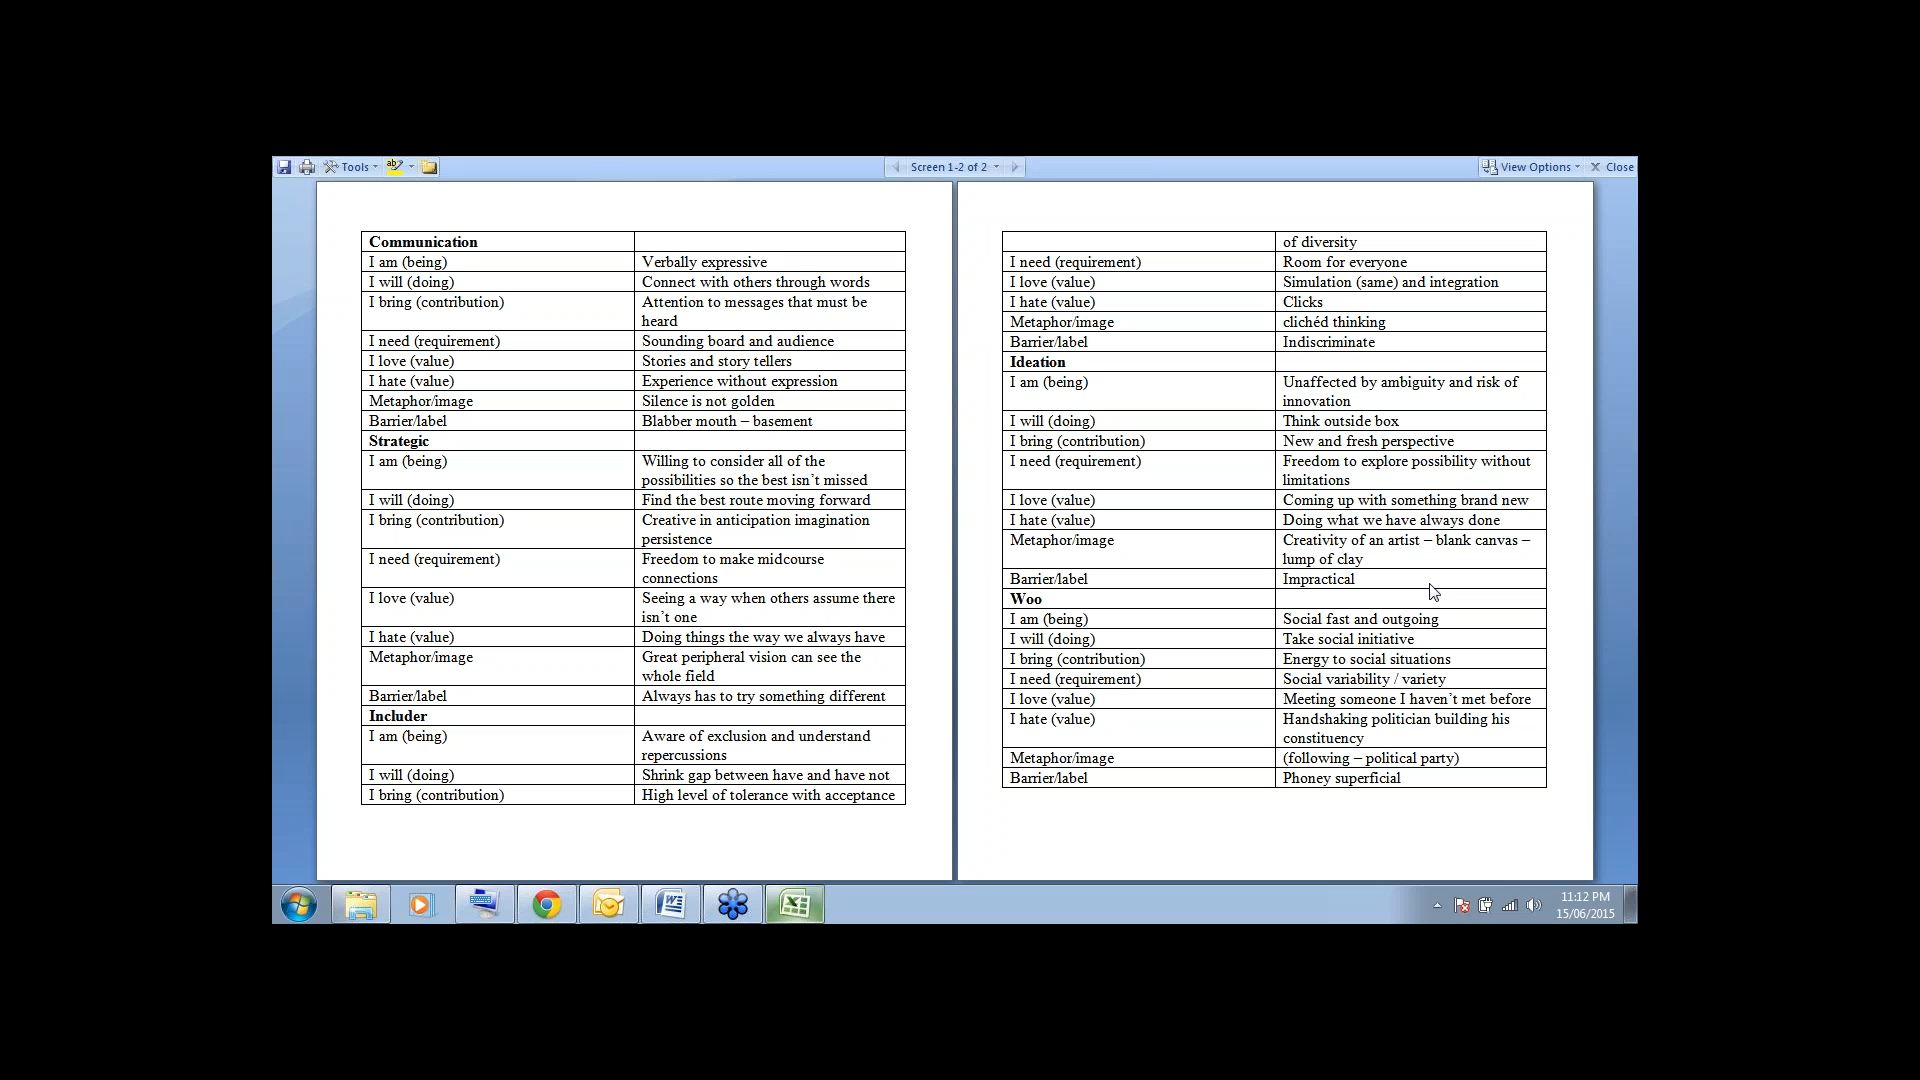 Tools
Screen 1-2 of 2
View Options
Close
Communication
I am (being) Verbally expressive
I will (doing) Connect with others through words
I bring (contribution) Attention to messages that must be
heard
I need (requirement) Sounding board and audience
I love (value) Stories and story tellers
I hate (value) Experience without expression
Metaphor/image Silence is not golden
Barrier/label Blabber mouth – basement
Strategic
I am (being) Willing to consider all of the
possibilities so the best isn't missed
I will (doing) Find the best route moving forward
I bring (contribution) Creative in anticipation imagination
persistence
I need (requirement) Freedom to make midcourse
connections
I love (value) Seeing a way when others assume there
isn't one
I hate (value) Doing things the way we always have
Metaphor/image Great peripheral vision can see the
whole field
Barrier/label Always has to try something different
Includer
I am (being) Aware of exclusion and understand
repercussions
I will (doing) Shrink gap between have and have not
I bring (contribution) High level of tolerance with acceptance
of diversity
I need (requirement) Room for everyone
I love (value) Simulation (same) and integration
I hate (value) Clicks
Metaphor/image clichéd thinking
Barrier/label Indiscriminate
Ideation
I am (being) Unaffected by ambiguity and risk of
innovation
I will (doing) Think outside box
I bring (contribution) New and fresh perspective
I need (requirement) Freedom to explore possibility without
limitations
I love (value) Coming up with something brand new
I hate (value) Doing what we have always done
Metaphor/image Creativity of an artist – blank canvas –
lump of clay
Barrier/label Impractical
Woo
I am (being) Social fast and outgoing
I will (doing) Take social initiative
I bring (contribution) Energy to social situations
I need (requirement) Social variability / variety
I love (value) Meeting someone I haven't met before
I hate (value) Handshaking politician building his
constituency
Metaphor/image (following – political party)
Barrier/label Phoney superficial
11:12 PM
15/06/2015